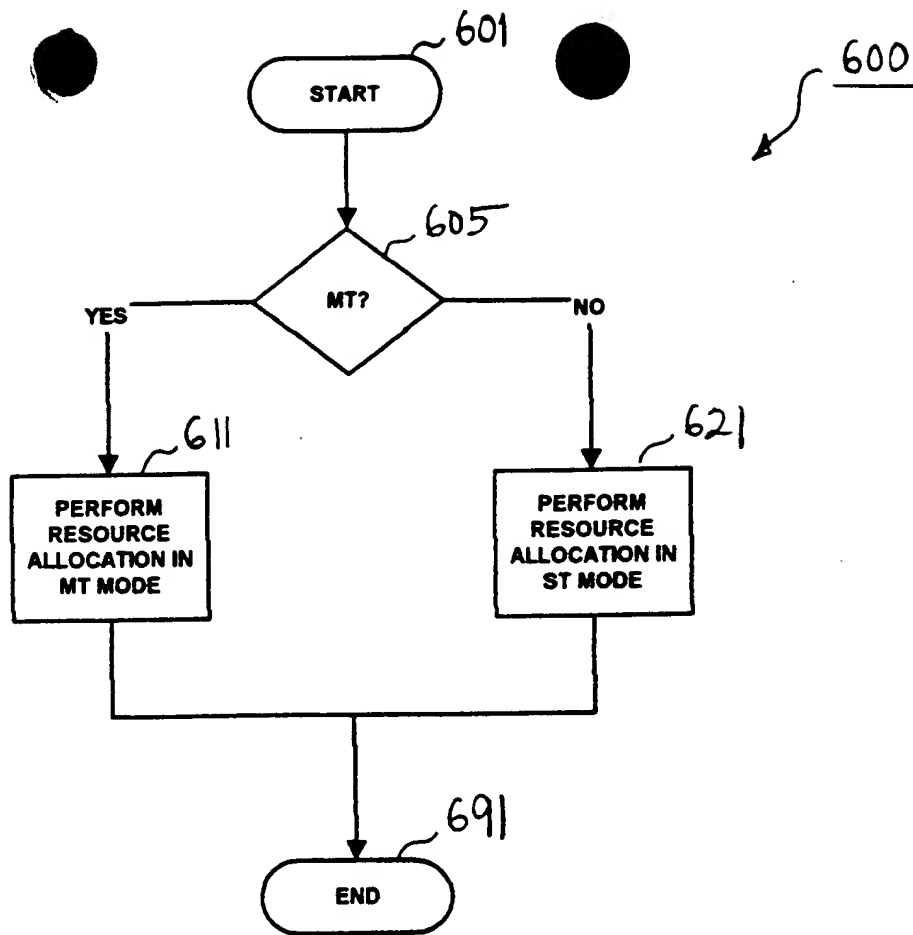 601
600
START
605
MT?
YES
NO
611
621
PERFORM
RESOURCE
ALLOCATION IN
MT MODE
PERFORM
RESOURCE
ALLOCATION IN
ST MODE
691
END